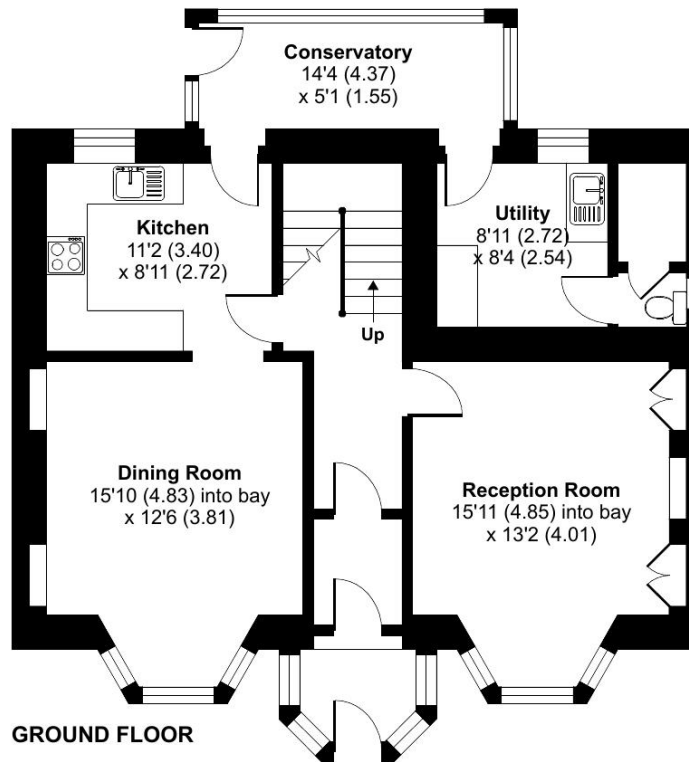 Conservatory
14'4 (4.37)
x 5'1 (1.55)
Kitchen
11'2 (3.40)
x 8'11 (2.72)
Utility
8'11 (2.72)
x 8'4 (2.54)
Up
Dining Room
15'10 (4.83) into bay
x 12'6 (3.81)
Reception Room
15'11 (4.85) into bay
x 13'2 (4.01)
GROUND FLOOR